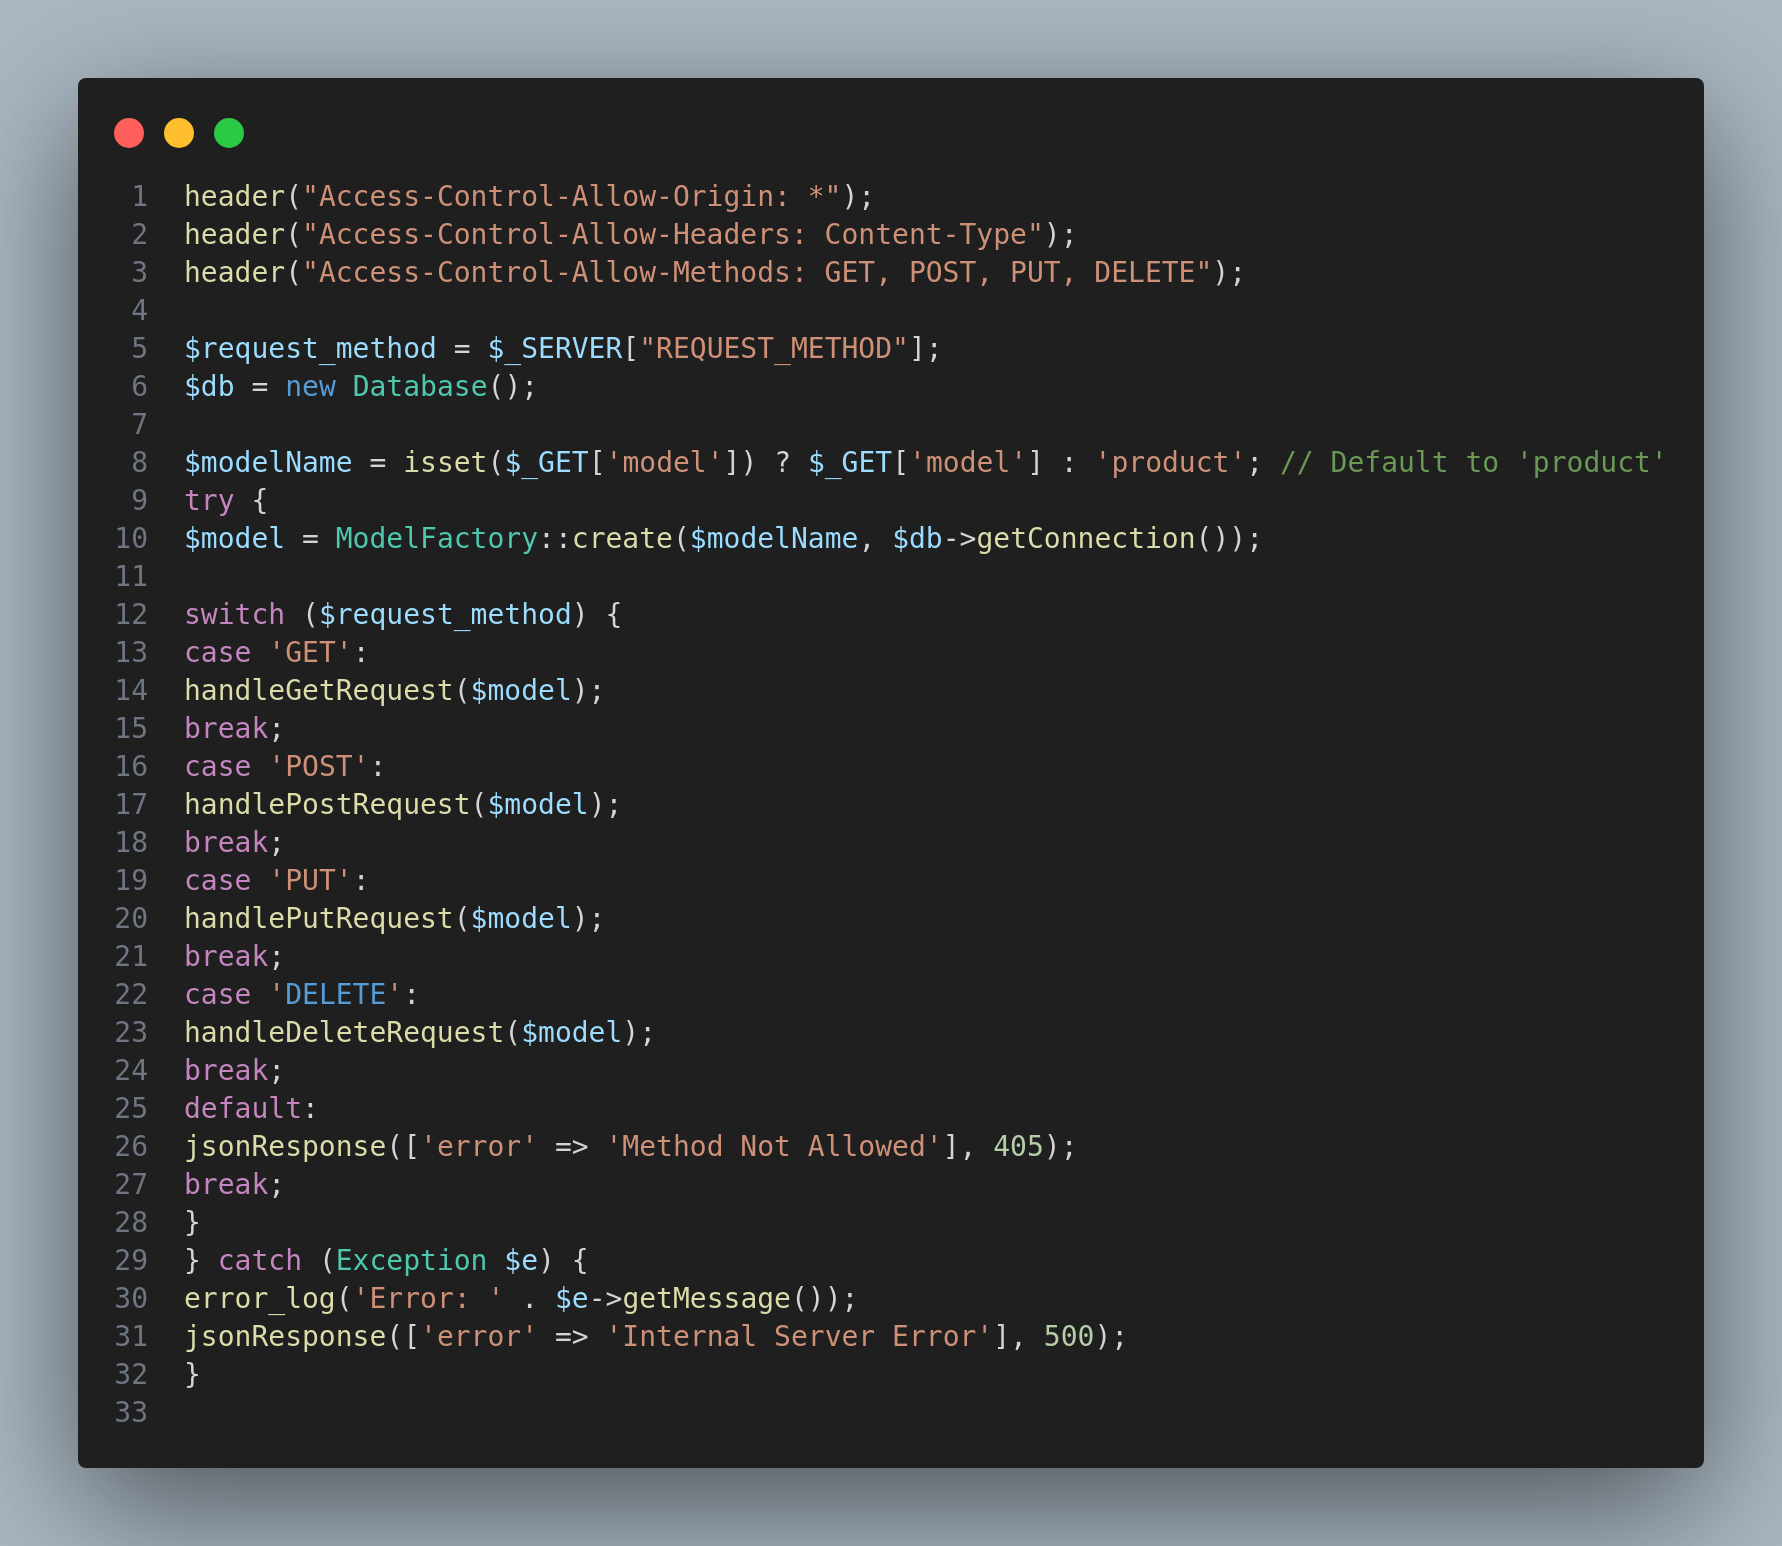 1 header("Access-Control-Allow-Origin: *");
2 header("Access-Control-Allow-Headers: Content-Type");
3 header("Access-Control-Allow-Methods: GET, POST, PUT, DELETE");
4
5 $request_method = $_SERVER["REQUEST_METHOD"];
6 $db = new Database();
7
8 $modelName = isset($_GET['model']) ? $_GET['model'] : 'product'; // Default to 'product'
9 try {
10 $model = ModelFactory::create($modelName, $db->getConnection());
11
12 switch ($request_method) {
13 case 'GET':
14 handleGetRequest($model);
15 break;
16 case 'POST':
17 handlePostRequest($model);
18 break;
19 case 'PUT':
20 handlePutRequest($model);
21 break;
22 case 'DELETE':
23 handleDeleteRequest($model);
24 break;
25 default:
26 jsonResponse(['error' => 'Method Not Allowed'], 405);
27 break;
28 }
29 } catch (Exception $e) {
30 error_log('Error: ' . $e->getMessage());
31 jsonResponse(['error' => 'Internal Server Error'], 500);
32 }
33